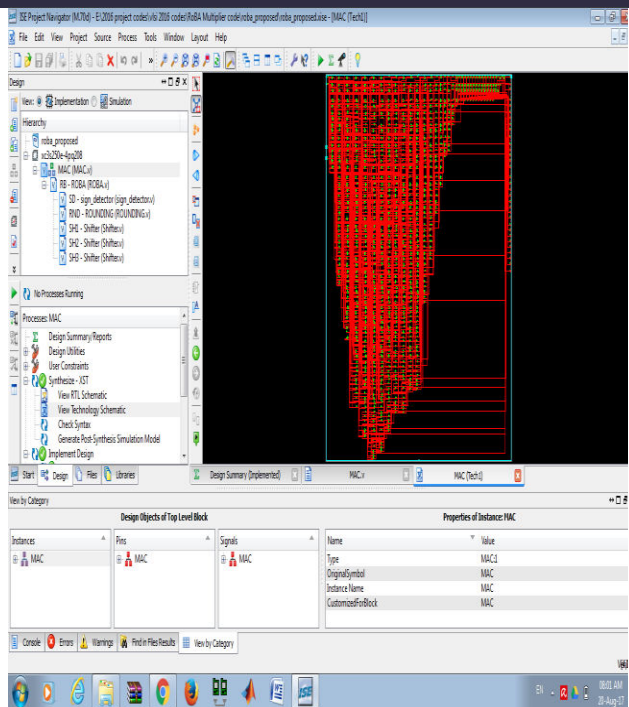 ISE Project Navigator (M.70d) - E:\2016 project codes\vlsi 2016 codes\RoBA Multiplier code\roba_proposed\roba_proposed.xise - [MAC (Tech1)]
File Edit View Project Source Process Tools Window Layout Help
Design
View: Implementation Simulation
Hierarchy
roba_proposed
xc3s250e-4pq208
MAC (MAC.v)
RB - ROBA (ROBA.v)
SD - sign_detector (sign_detector.v)
RND - ROUNDING (ROUNDING.v)
SH1 - Shifter (Shifter.v)
SH2 - Shifter (Shifter.v)
SH3 - Shifter (Shifter.v)
No Processes Running
Processes: MAC
Design Summary/Reports
Design Utilities
User Constraints
Synthesize - XST
View RTL Schematic
View Technology Schematic
Check Syntax
Generate Post-Synthesis Simulation Model
Implement Design
Start Design Files Libraries
Design Summary (Implemented) MAC.v MAC (Tech1)
View by Category
Design Objects of Top Level Block Properties of Instance: MAC
Instances Pins Signals Name Value
MAC MAC MAC Type MAC:1
OriginalSymbol MAC
Instance Name MAC
CustomizedForBlock MAC
Console Errors Warnings Find in Files Results View by Category
ISE EN 06:01 AM
20-Aug-17